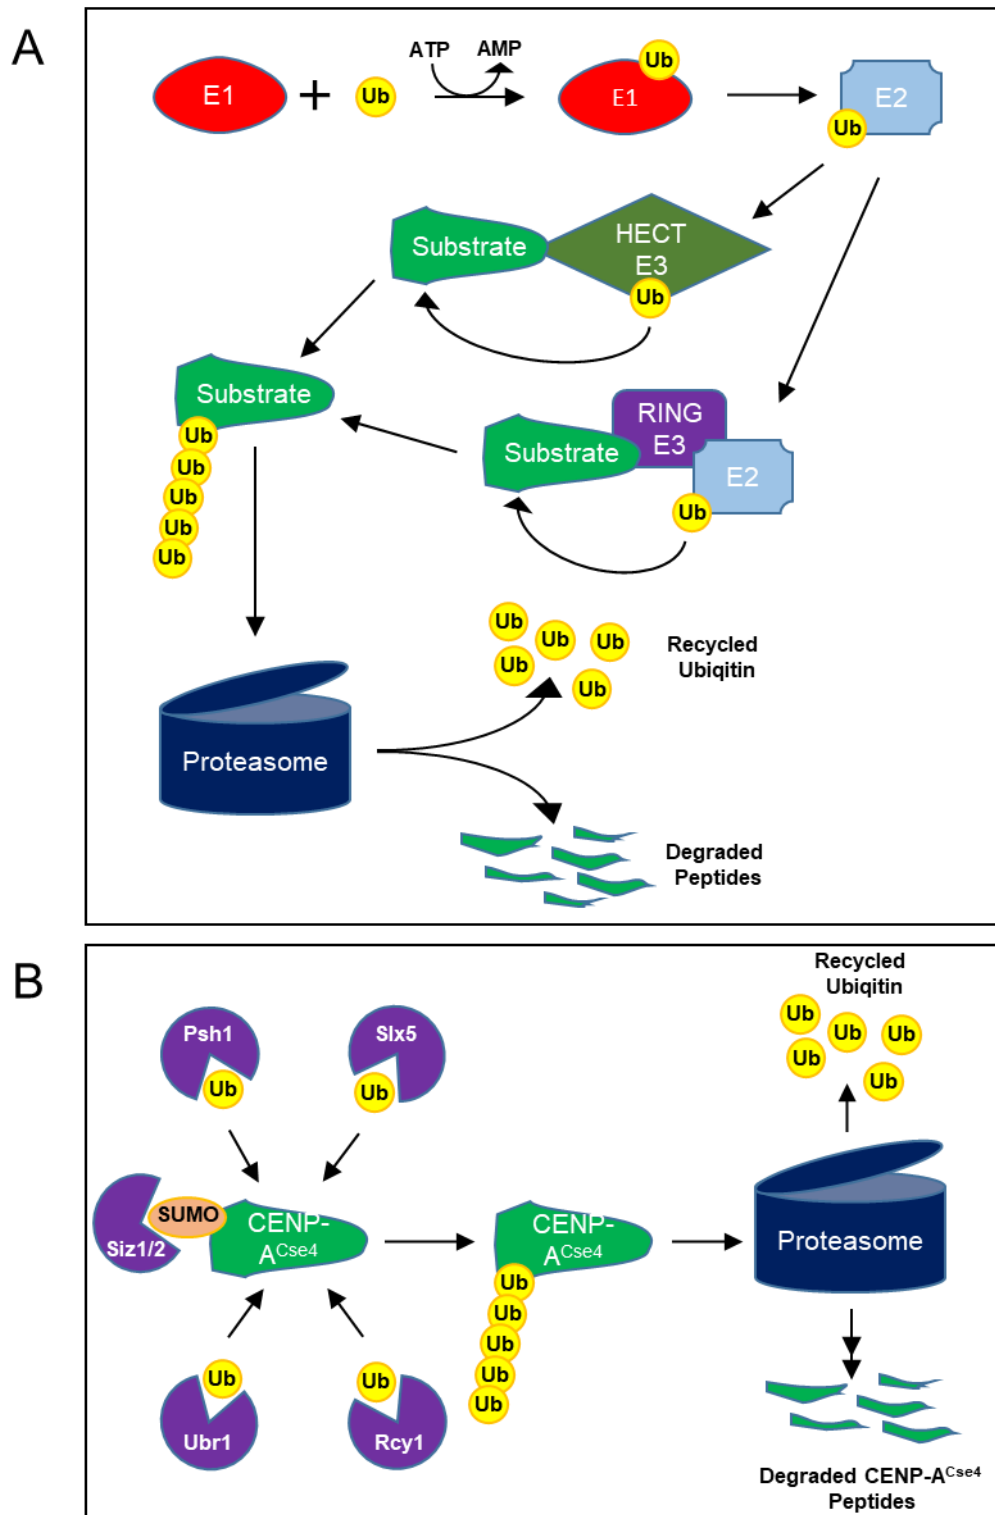 A
ATP AMP
E1 + Ub E1 Ub E2 Ub
Substrate HECT
E3
Ub
Substrate
Ub
Ub
Ub
Ub
Ub
RING
E3
Substrate E2
Ub
Ub Ub Ub
Ub Ub
Recycled
Ubiqitin
Proteasome
Degraded
Peptides
B
Recycled
Ubiqitin
Ub Ub Ub
Ub Ub
Psh1 Slx5
Ub Ub
SUMO
Siz1/2
CENP-
A^Cse4
CENP-
A^Cse4
Ub
Ub
Ub
Ub
Ub
Proteasome
Ub Ub
Ubr1 Rcy1
Degraded CENP-A^Cse4
Peptides